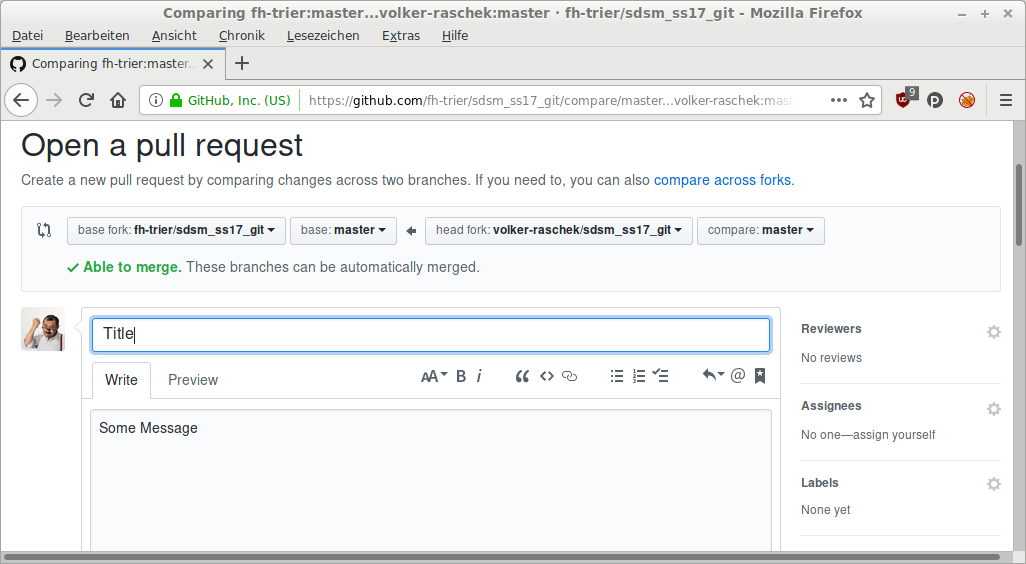 Comparing fh-trier:master...volker-raschek:master · fh-trier/sdsm_ss17_git - Mozilla Firefox
Datei Bearbeiten Ansicht Chronik Lesezeichen Extras Hilfe
Comparing fh-trier:master.
GitHub, Inc. (US) https://github.com/fh-trier/sdsm_ss17_git/compare/master...volker-raschek:mast
9
Open a pull request
Create a new pull request by comparing changes across two branches. If you need to, you can also compare across forks.
base fork: fh-trier/sdsm_ss17_git base: master head fork: volker-raschek/sdsm_ss17_git compare: master
Able to merge. These branches can be automatically merged.
Title
Write Preview AA B i @
Some Message
Reviewers
No reviews
Assignees
No one—assign yourself
Labels
None yet